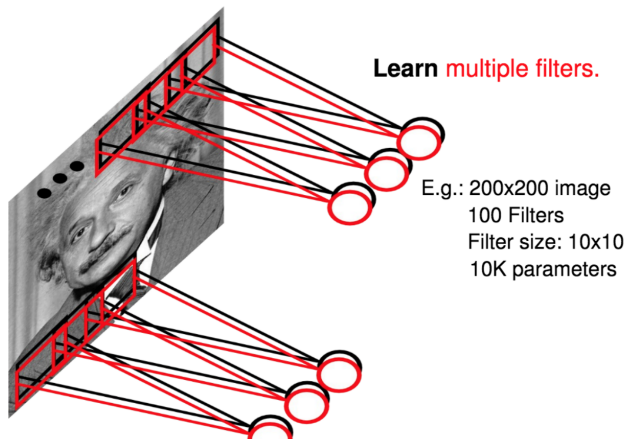 Learn multiple filters.
E.g.: 200x200 image
100 Filters
Filter size: 10x10
10K parameters